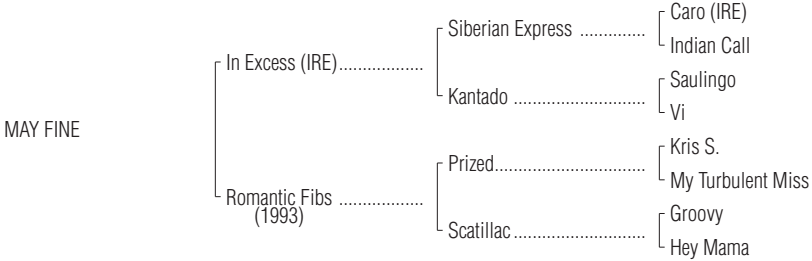 Caro (IRE)
Siberian Express ..............
Indian Call
In Excess (IRE)..................
Saulingo
Kantado ............................
Vi
MAY FINE
Kris S.
Prized................................
My Turbulent Miss
Romantic Fibs ..................
(1993)
Groovy
Scatillac ............................
Hey Mama